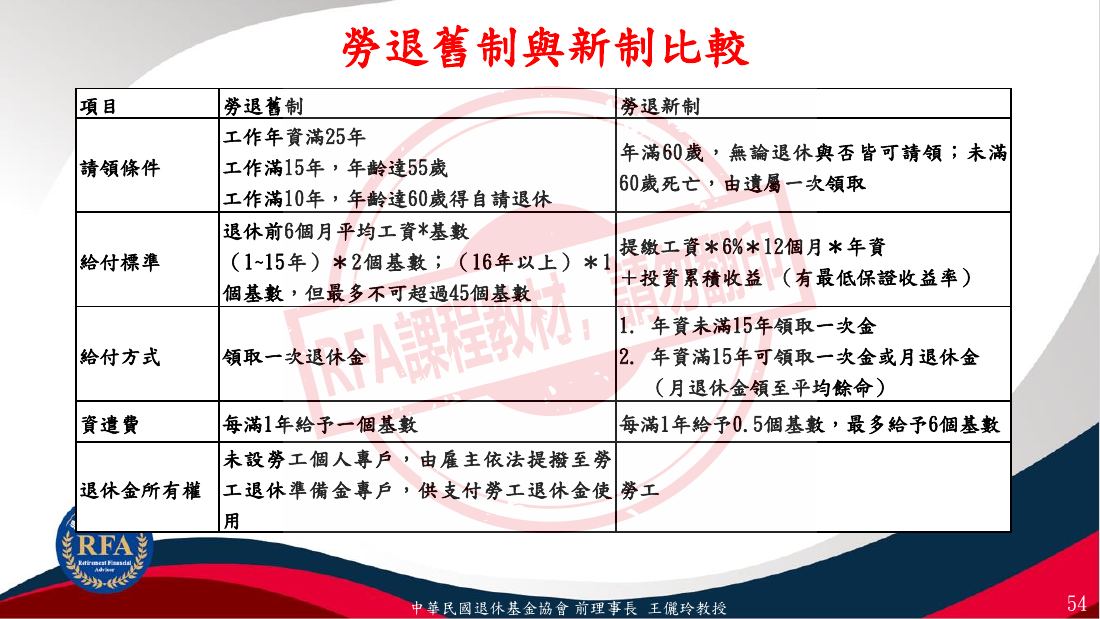 勞退舊制與新制比較
項目
勞退舊制
勞退新制
請領條件
工作年資滿25年
工作滿15年，年齡達55歲
工作滿10年，年齡達60歲得自請退休
年滿60歲，無論退休與否皆可請領；未滿
60歲死亡，由遺屬一次領取
給付標準
退休前6個月平均工資*基數
（1~15年）＊2個基數；（16年以上）＊1
個基數，但最多不可超過45個基數
提繳工資＊6%＊12個月＊年資
＋投資累積收益 （有最低保證收益率）
給付方式
領取一次退休金
1. 年資未滿15年領取一次金
2. 年資滿15年可領取一次金或月退休金
（月退休金領至平均餘命）
資遣費
每滿1年給予一個基數
每滿1年給予0.5個基數，最多給予6個基數
退休金所有權
未設勞工個人專戶，由雇主依法提撥至勞
工退休準備金專戶，供支付勞工退休金使
用
勞工
RFA課程教材，請勿翻印
RFA
Retirement Financial
Advisor
中華民國退休基金協會 前理事長 王儷玲教授
54